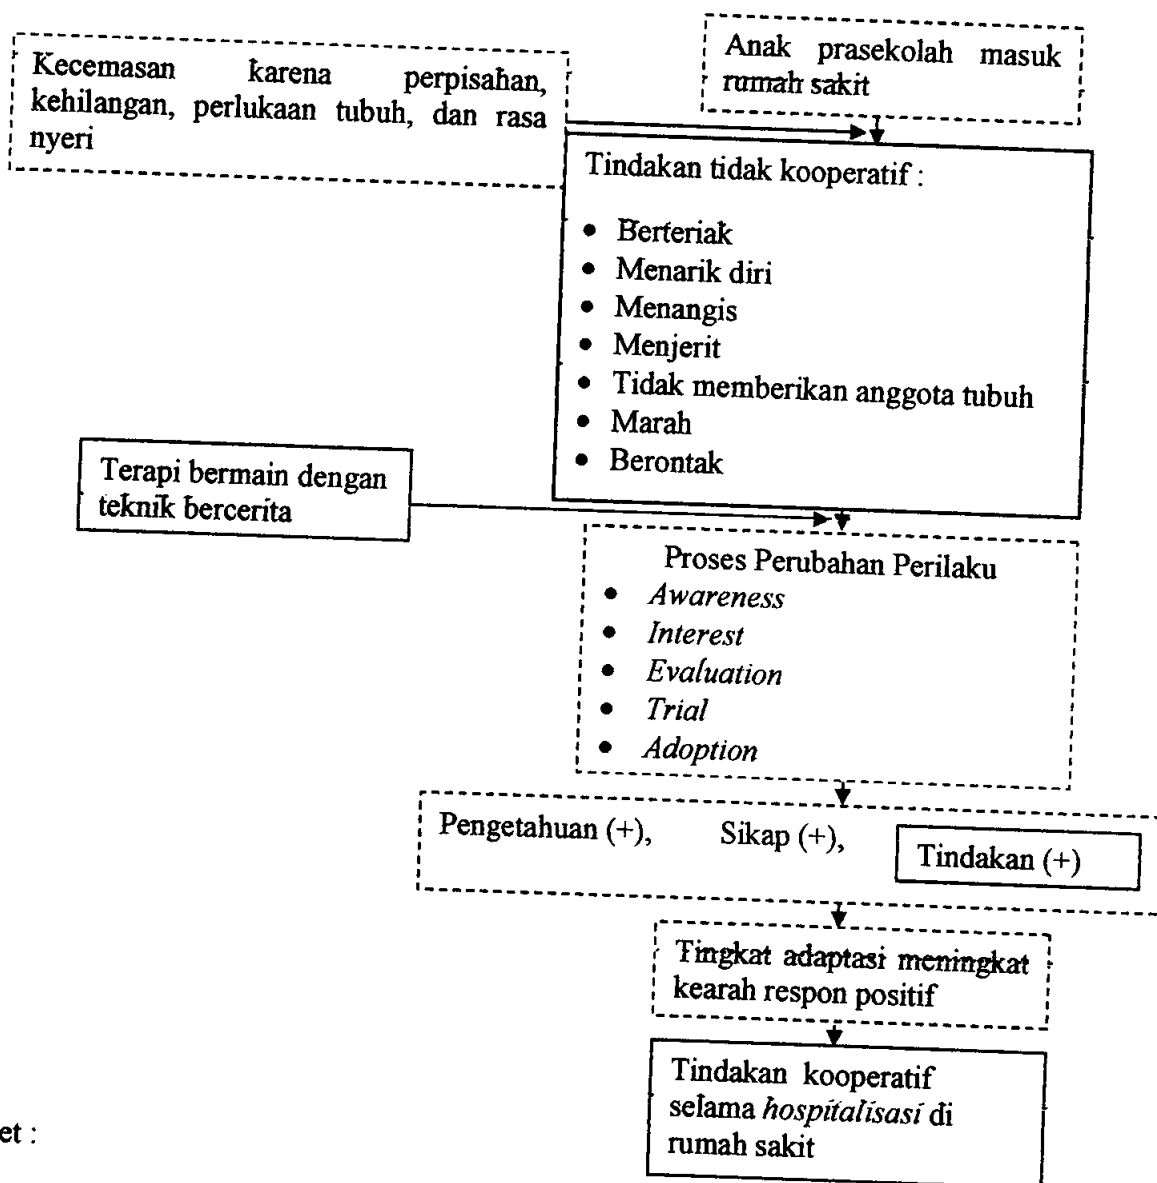 Anak prasekolah masuk
rumah sakit
Kecemasan karena perpisahan,
kehilangan, perlukaan tubuh, dan rasa
nyeri
Tindakan tidak kooperatif :
• Berteriak
• Menarik diri
• Menangis
• Menjerit
• Tidak memberikan anggota tubuh
• Marah
• Berontak
Terapi bermain dengan
teknik bercerita
Proses Perubahan Perilaku
• Awareness
• Interest
• Evaluation
• Trial
• Adoption
Pengetahuan (+), Sikap (+), Tindakan (+)
Tingkat adaptasi meningkat
kearah respon positif
Tindakan kooperatif
selama hospitalisasi di
rumah sakit
et :